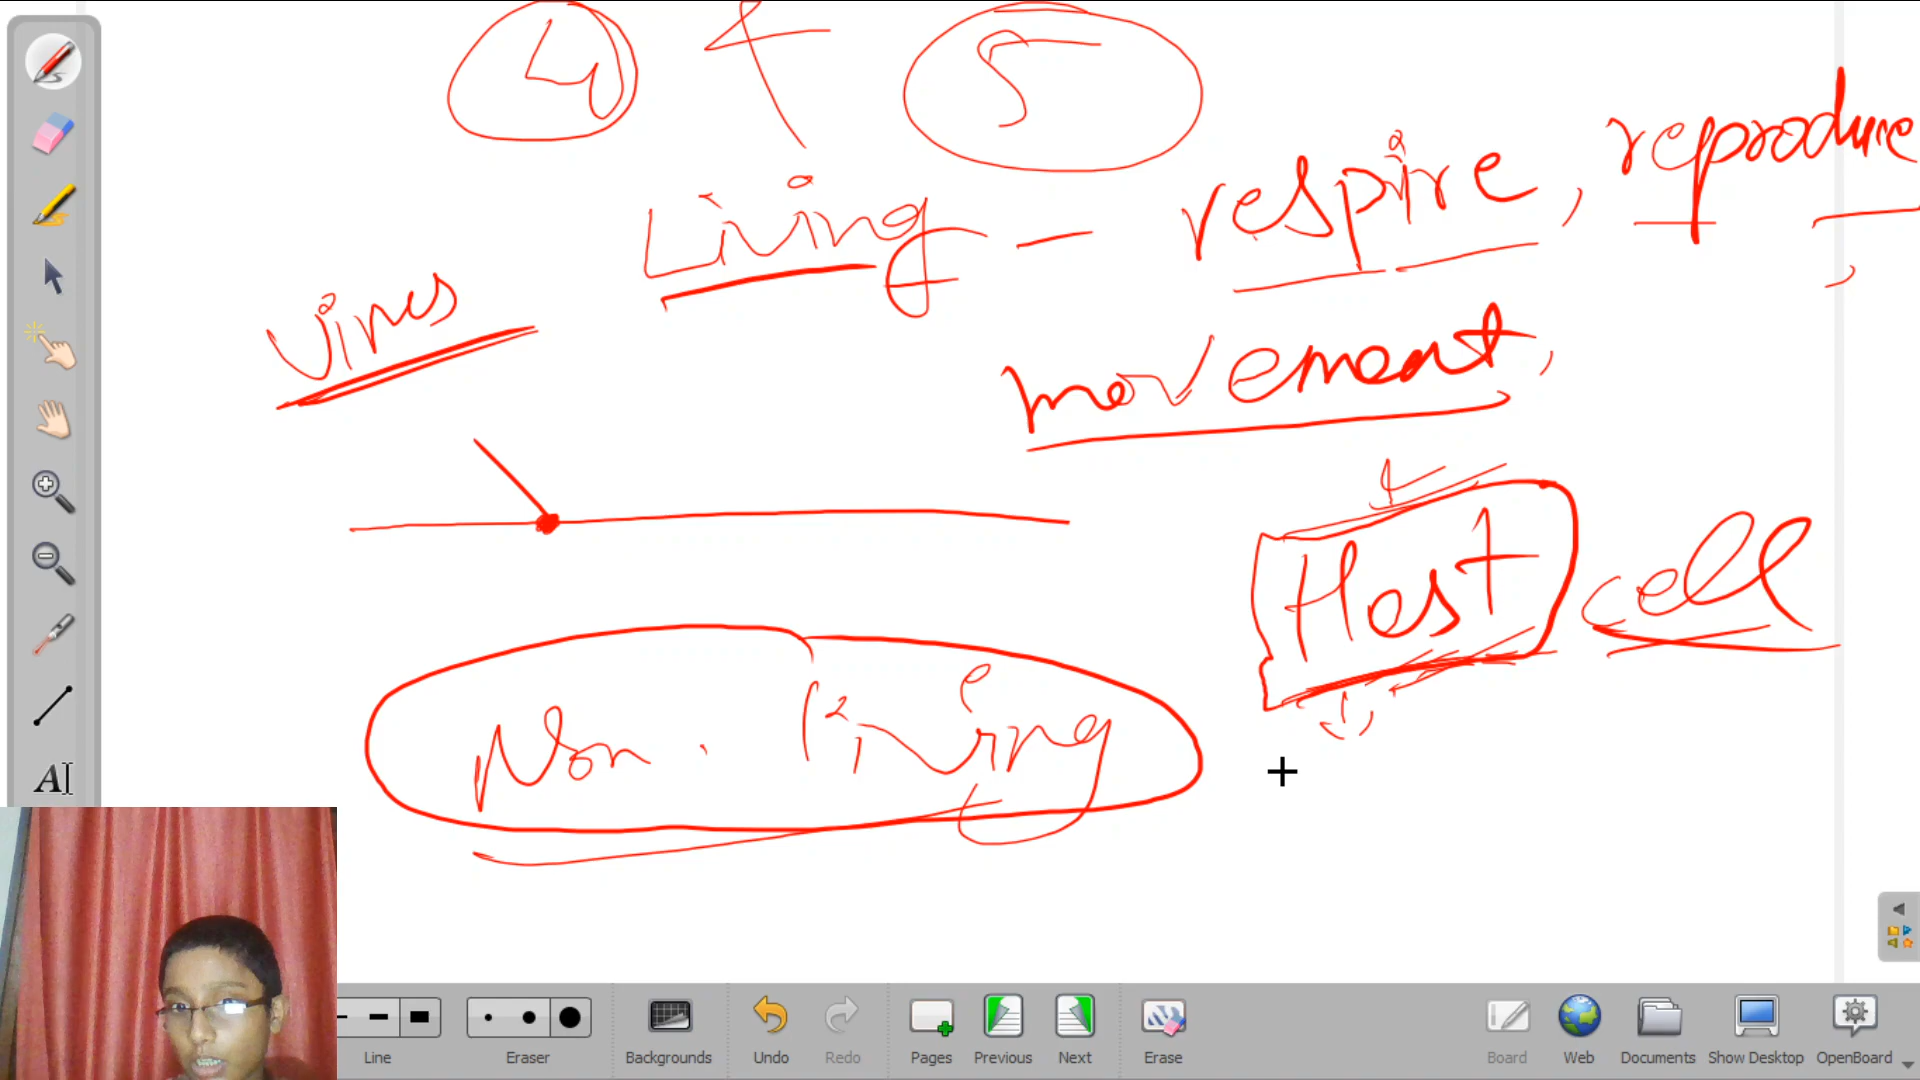 4 5
Living - respire, reproduce,
Virus
movement,
Host cell
Non. living
Line
Eraser
Backgrounds
Undo
Redo
Pages
Previous
Next
Erase
Board
Web
Documents
Show Desktop
OpenBoard